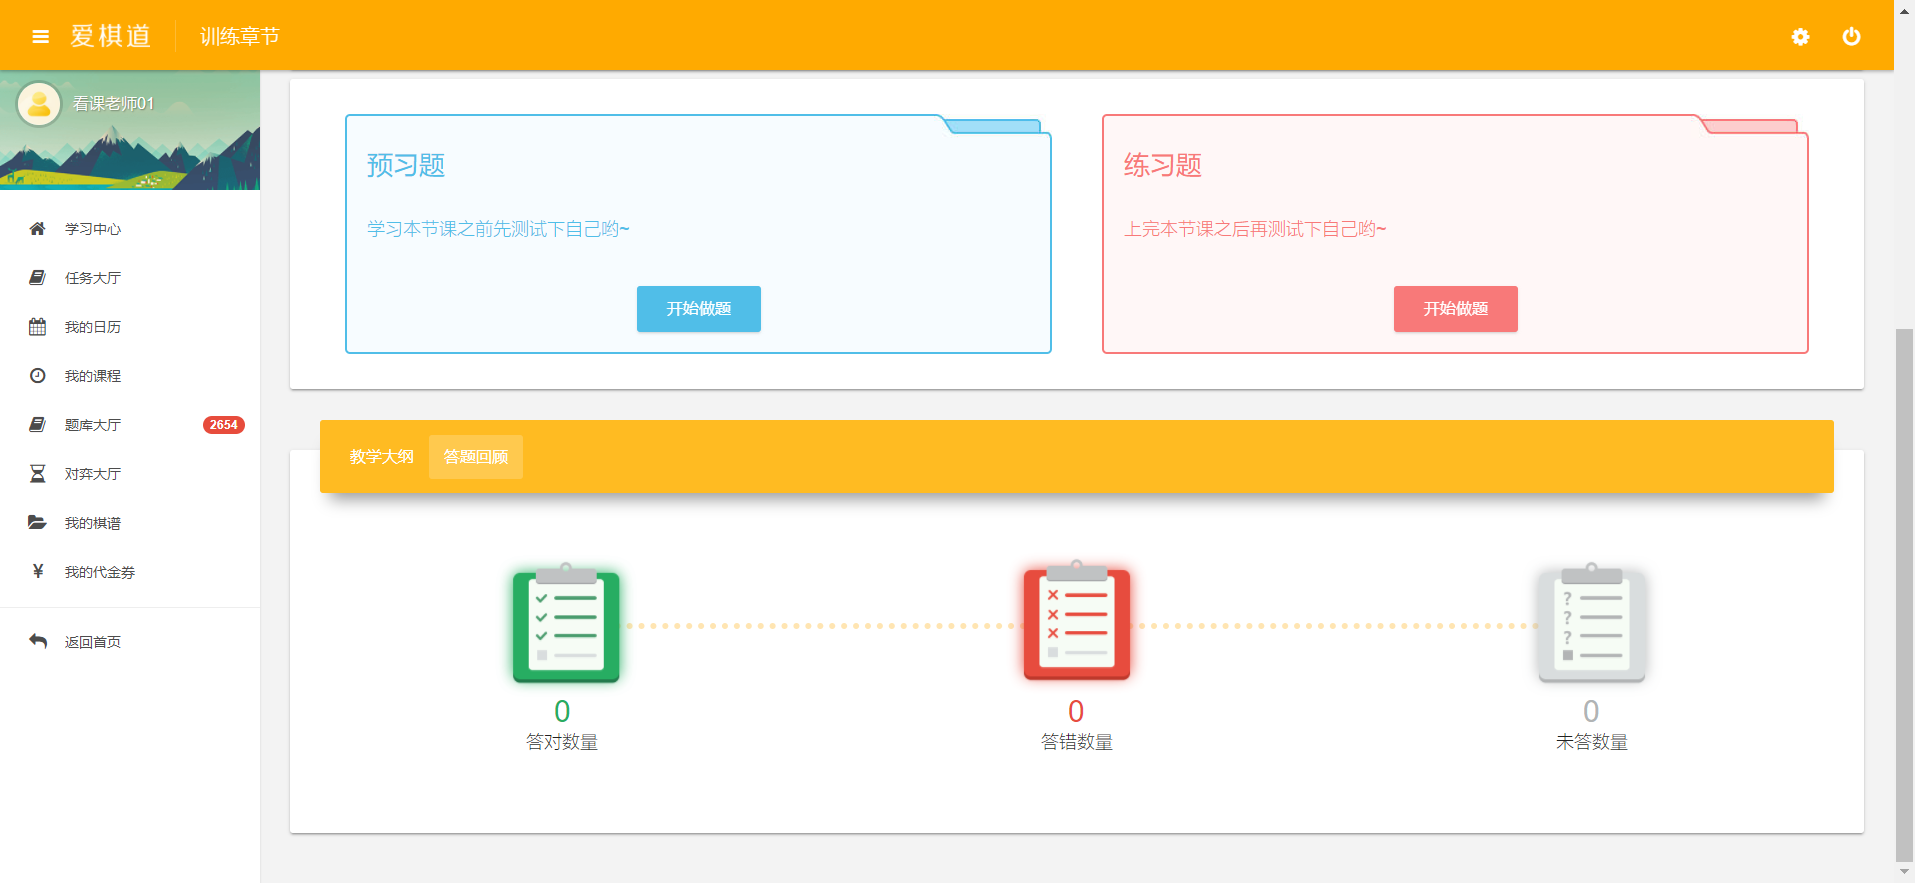 爱棋道
训练章节
看课老师01
学习中心
任务大厅
我的日历
我的课程
题库大厅 2654
对弈大厅
我的棋谱
我的代金券
返回首页
预习题
学习本节课之前先测试下自己哟~
开始做题
练习题
上完本节课之后再测试下自己哟~
开始做题
教学大纲 答题回顾
0
答对数量
0
答错数量
0
未答数量